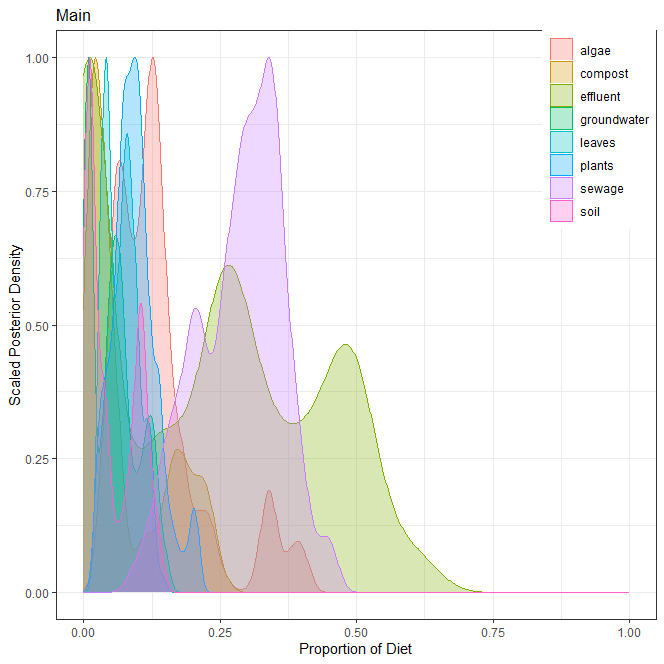 Main
algae
compost
effluent
groundwater
leaves
plants
sewage
soil
1.00
0.75
0.50
0.25
0.00
Scaled Posterior Density
0.00 0.25 0.50 0.75 1.00
Proportion of Diet